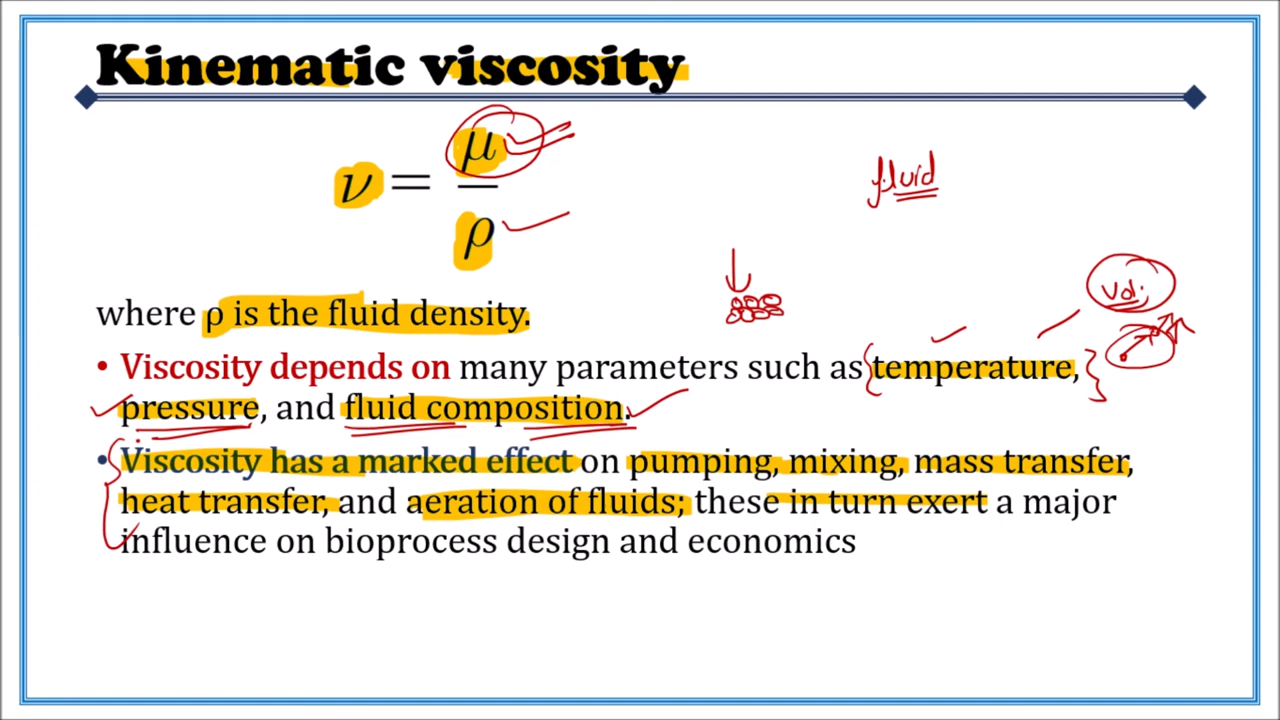 Kinematic viscosity
ν = μ / ρ
fluid
vol.
where ρ is the fluid density.
• Viscosity depends on many parameters such as temperature,
pressure, and fluid composition.
• Viscosity has a marked effect on pumping, mixing, mass transfer,
heat transfer, and aeration of fluids; these in turn exert a major
influence on bioprocess design and economics